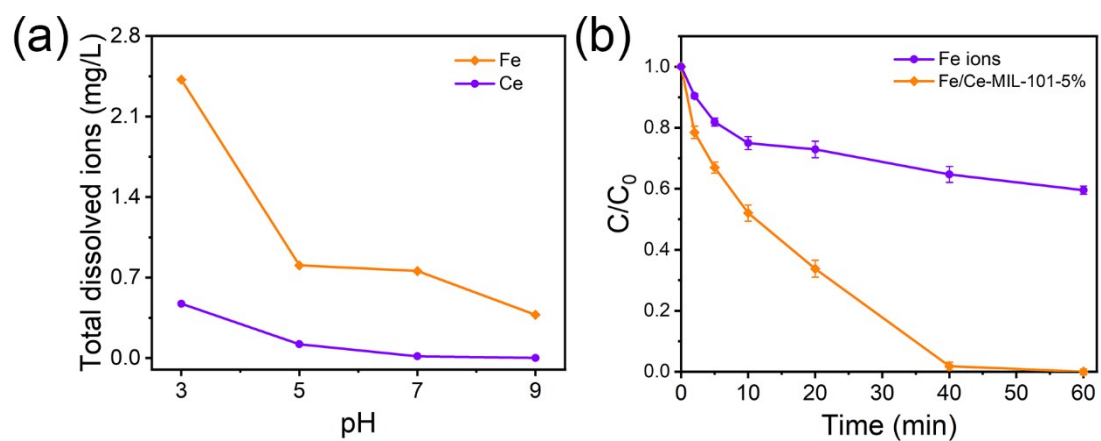 (a)
Total dissolved ions (mg/L)
2.8
2.1
1.4
0.7
0.0
Fe
Ce
3 5 7 9
pH
(b)
C/C₀
1.0
0.8
0.6
0.4
0.2
0.0
Fe ions
Fe/Ce-MIL-101-5%
0 10 20 30 40 50 60
Time (min)